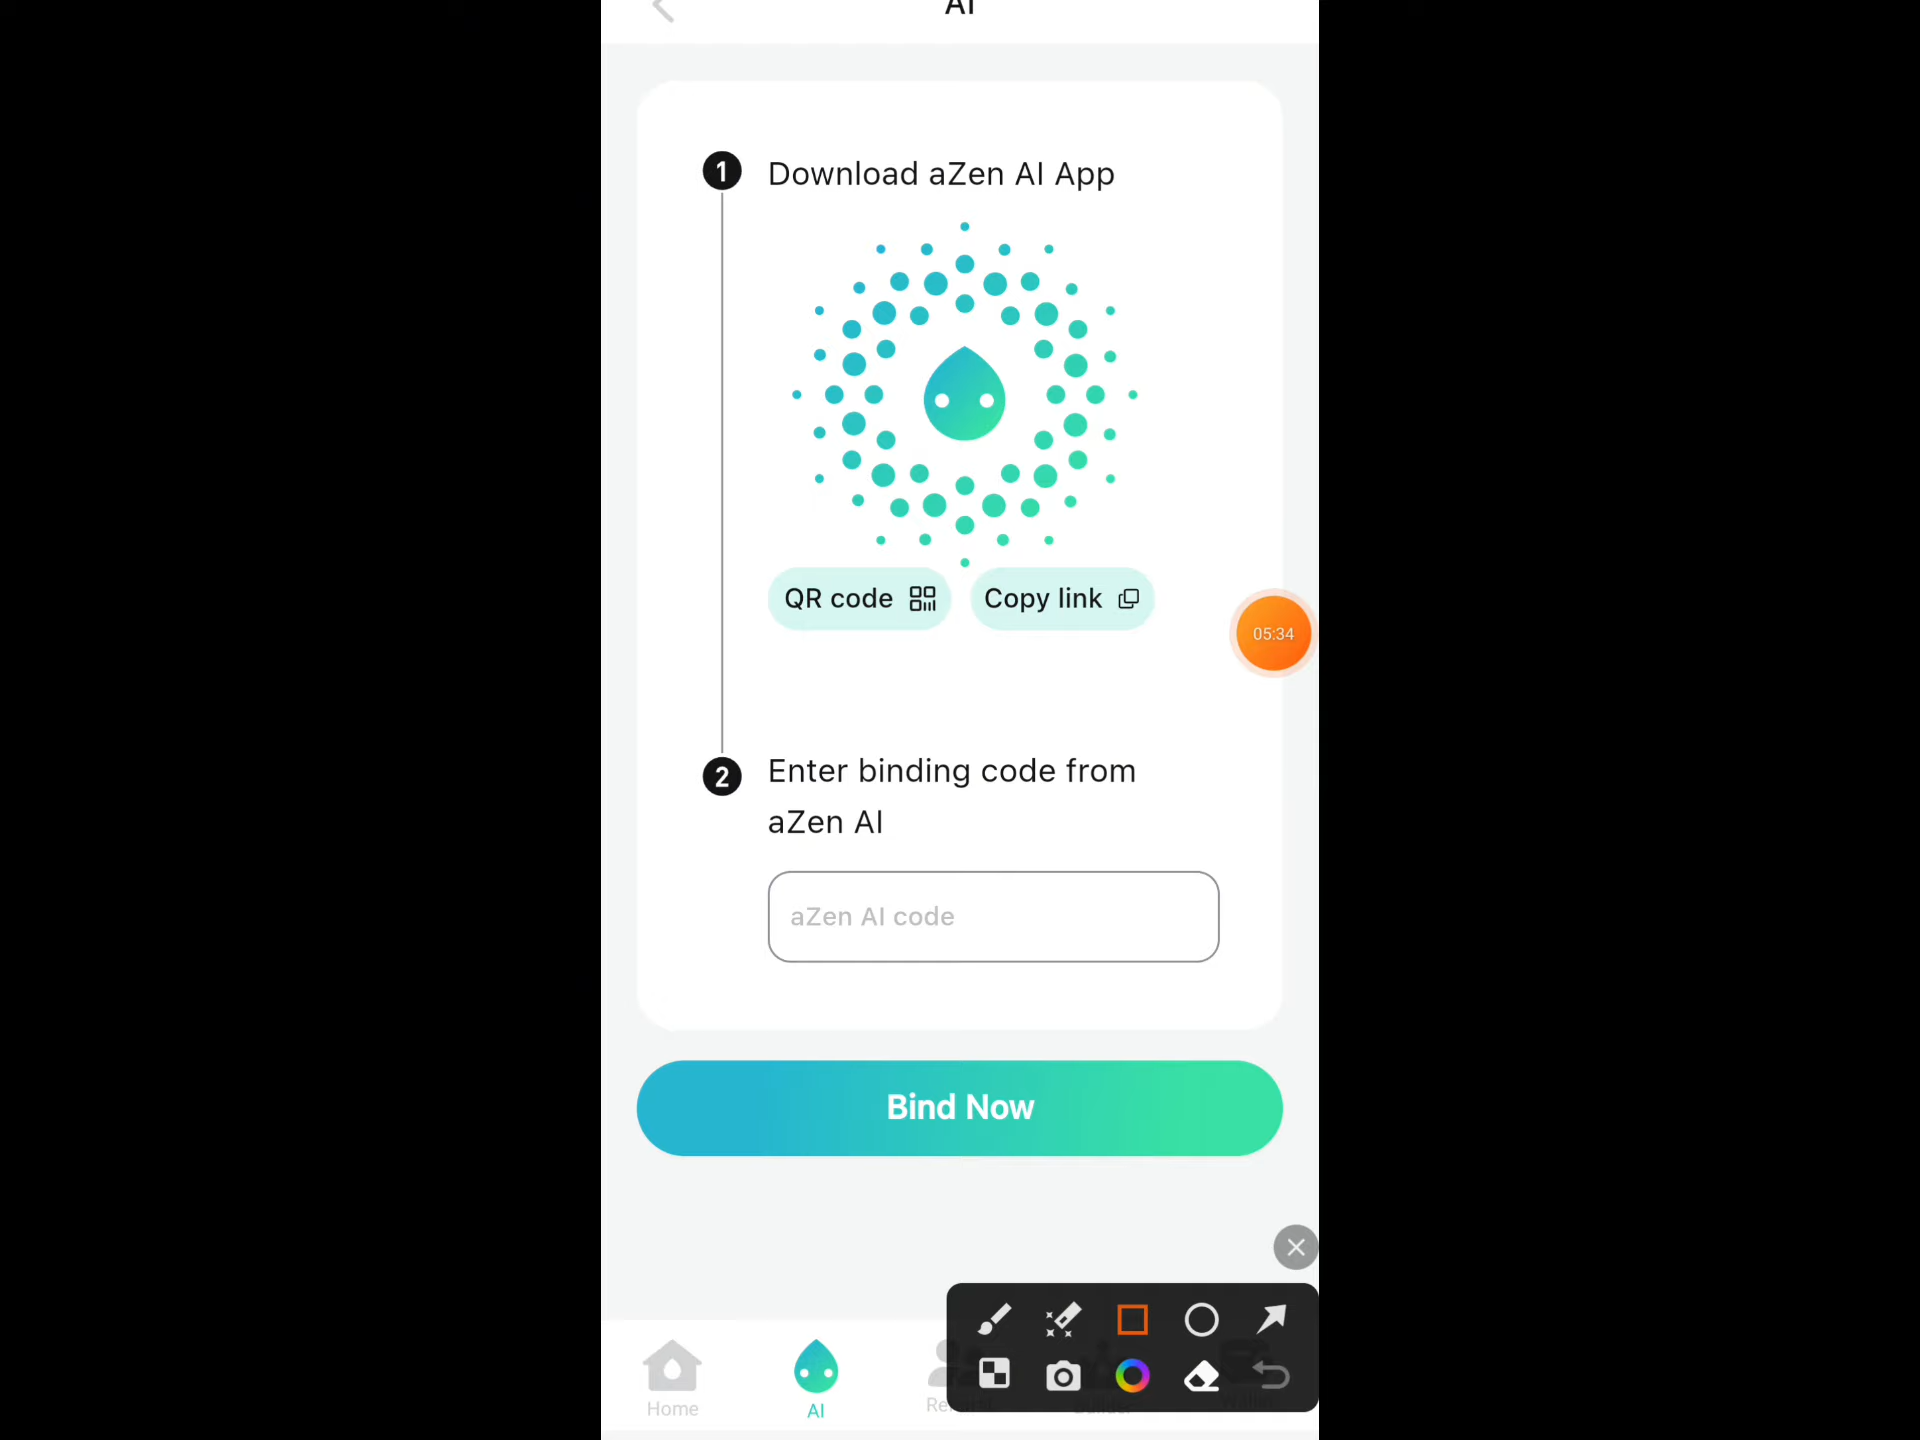 AI
1 Download aZen AI App
QR code
Copy link
05:34
2 Enter binding code from
aZen AI
aZen AI code
Bind Now
Home
AI